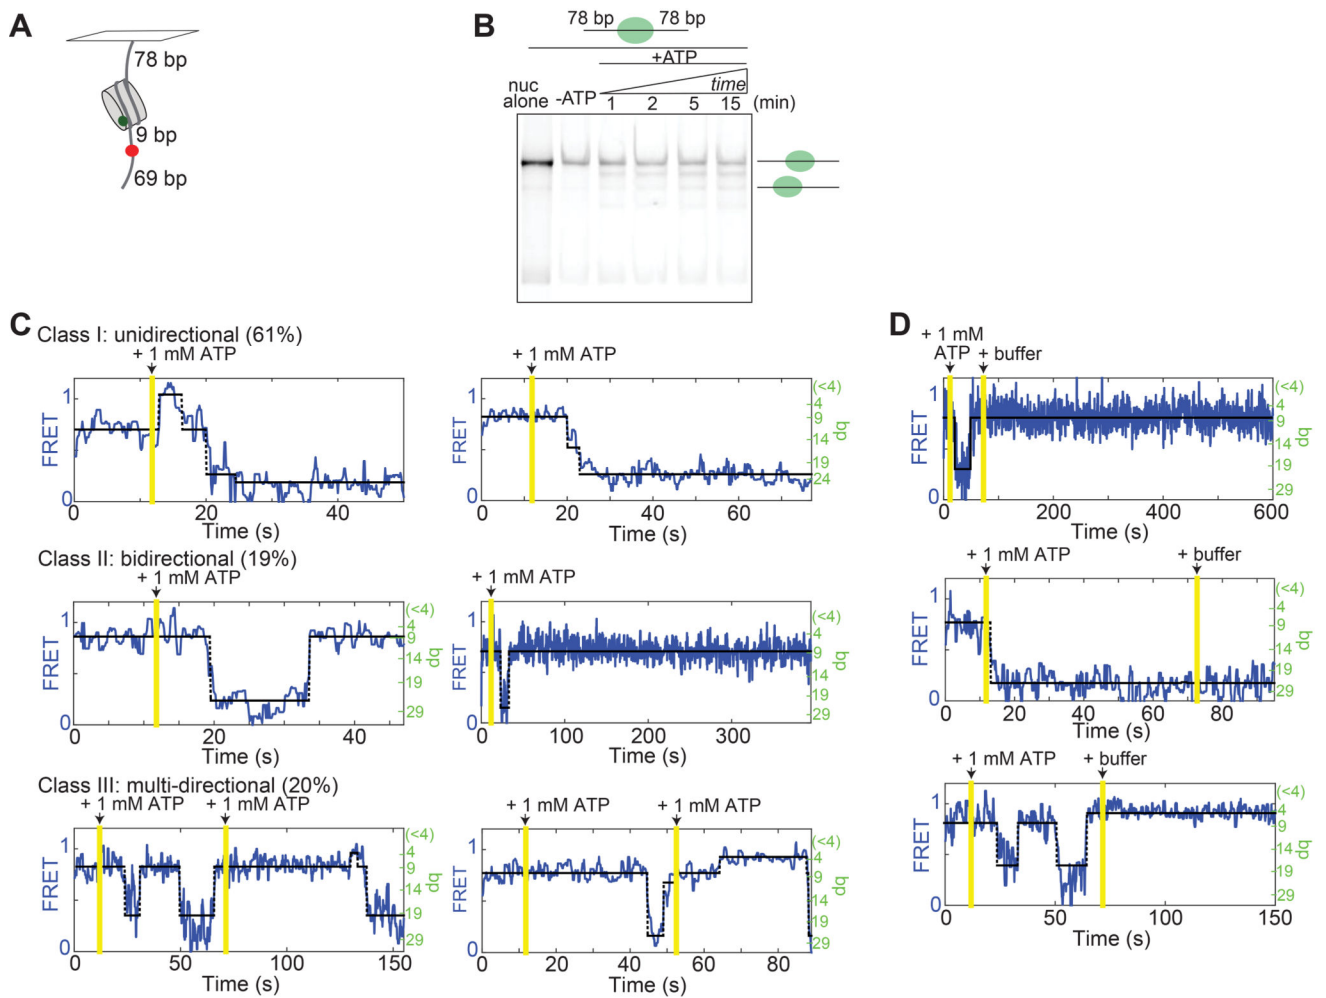 A
78 bp
9 bp
69 bp
B
78 bp 78 bp
+ATP
nuc alone
-ATP
time
1 2 5 15 (min)
C
Class I: unidirectional (61%)
+ 1 mM ATP
FRET
1
0
0 20 40
Time (s)
+ 1 mM ATP
FRET
1
0
0 20 40 60
Time (s)
(<4)
4
9
14
19
24
bp
Class II: bidirectional (19%)
+ 1 mM ATP
FRET
1
0
0 20 40
Time (s)
(<4)
4
9
14
19
29
bp
+ 1 mM ATP
FRET
1
0
0 100 200 300
Time (s)
(<4)
4
9
14
19
29
bp
Class III: multi-directional (20%)
+ 1 mM ATP + 1 mM ATP
FRET
1
0
0 50 100 150
Time (s)
(<4)
4
9
14
19
29
bp
+ 1 mM ATP + 1 mM ATP
FRET
1
0
0 20 40 60 80
Time (s)
(<4)
4
9
14
19
29
bp
D
+ 1 mM
ATP + buffer
FRET
1
0
0 200 400 600
Time (s)
(<4)
4
9
14
19
29
bp
+ 1 mM ATP + buffer
FRET
1
0
0 20 40 60 80
Time (s)
(<4)
4
9
14
19
29
bp
+ 1 mM ATP + buffer
FRET
1
0
0 50 100 150
Time (s)
(<4)
4
9
14
19
29
bp